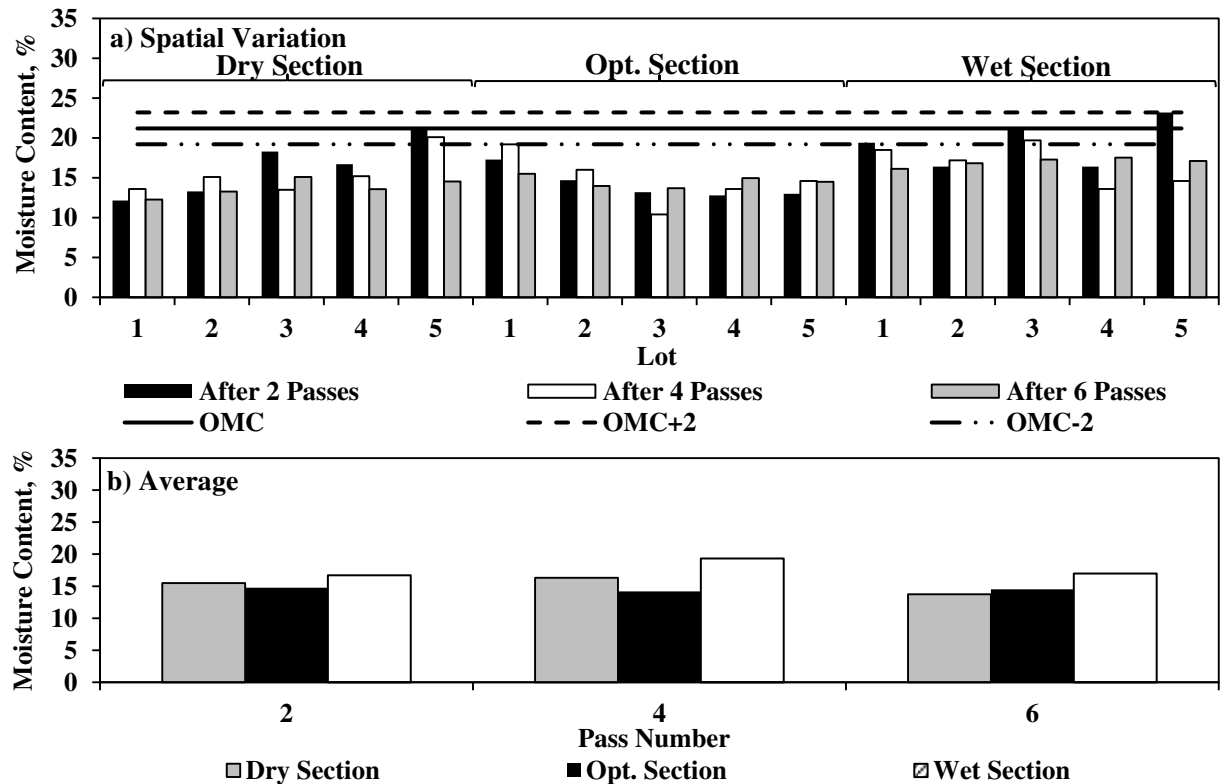 a) Spatial Variation
Dry Section Opt. Section Wet Section
Moisture Content, %
35
30
25
20
15
10
5
0
1 2 3 4 5 1 2 3 4 5 1 2 3 4 5
Lot
After 2 Passes After 4 Passes After 6 Passes
OMC OMC+2 OMC-2
b) Average
Moisture Content, %
35
30
25
20
15
10
5
0
2 4 6
Pass Number
Dry Section Opt. Section Wet Section